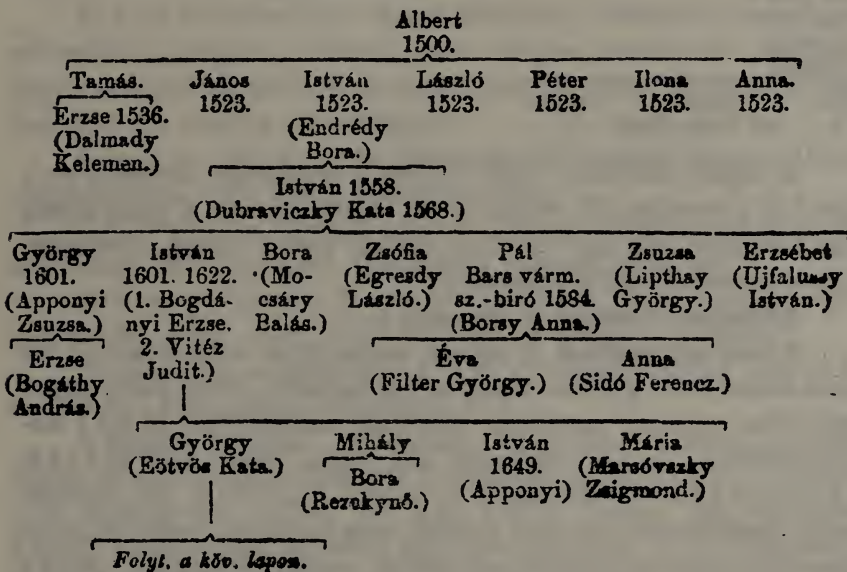 Albert
1500.
Tamás. János István László Péter Ilona Anna.
Erzse 1536. 1523. 1523. 1523. 1523. 1523. 1523.
(Dalmady (Endrédy
Kelemen.) Bora.)
István 1558.
(Dubraviczky Kata 1568.)
György István Bora Zsófia Pál Zsuzsa Erzsébet
1601. 1601. 1622. (Mo- (Egresdy Bars várm. (Lipthay (Ujfalussy
(Apponyi (1. Bogdá- csáry László.) sz.-biró 1584. György.) István.)
Zsuzsa.) nyi Erzse. Balás.) (Borsy Anna.)
Erzse 2. Vitéz Éva Anna
(Bogáthy Judit.) (Filter György.) (Sidó Ferencz.)
András.)
György Mihály István Mária
(Eötvös Kata.) Bora 1649. (Marsóvszky
(Rezskynő.) (Apponyi) Zsigmond.)
Folyt. a köv. lapon.